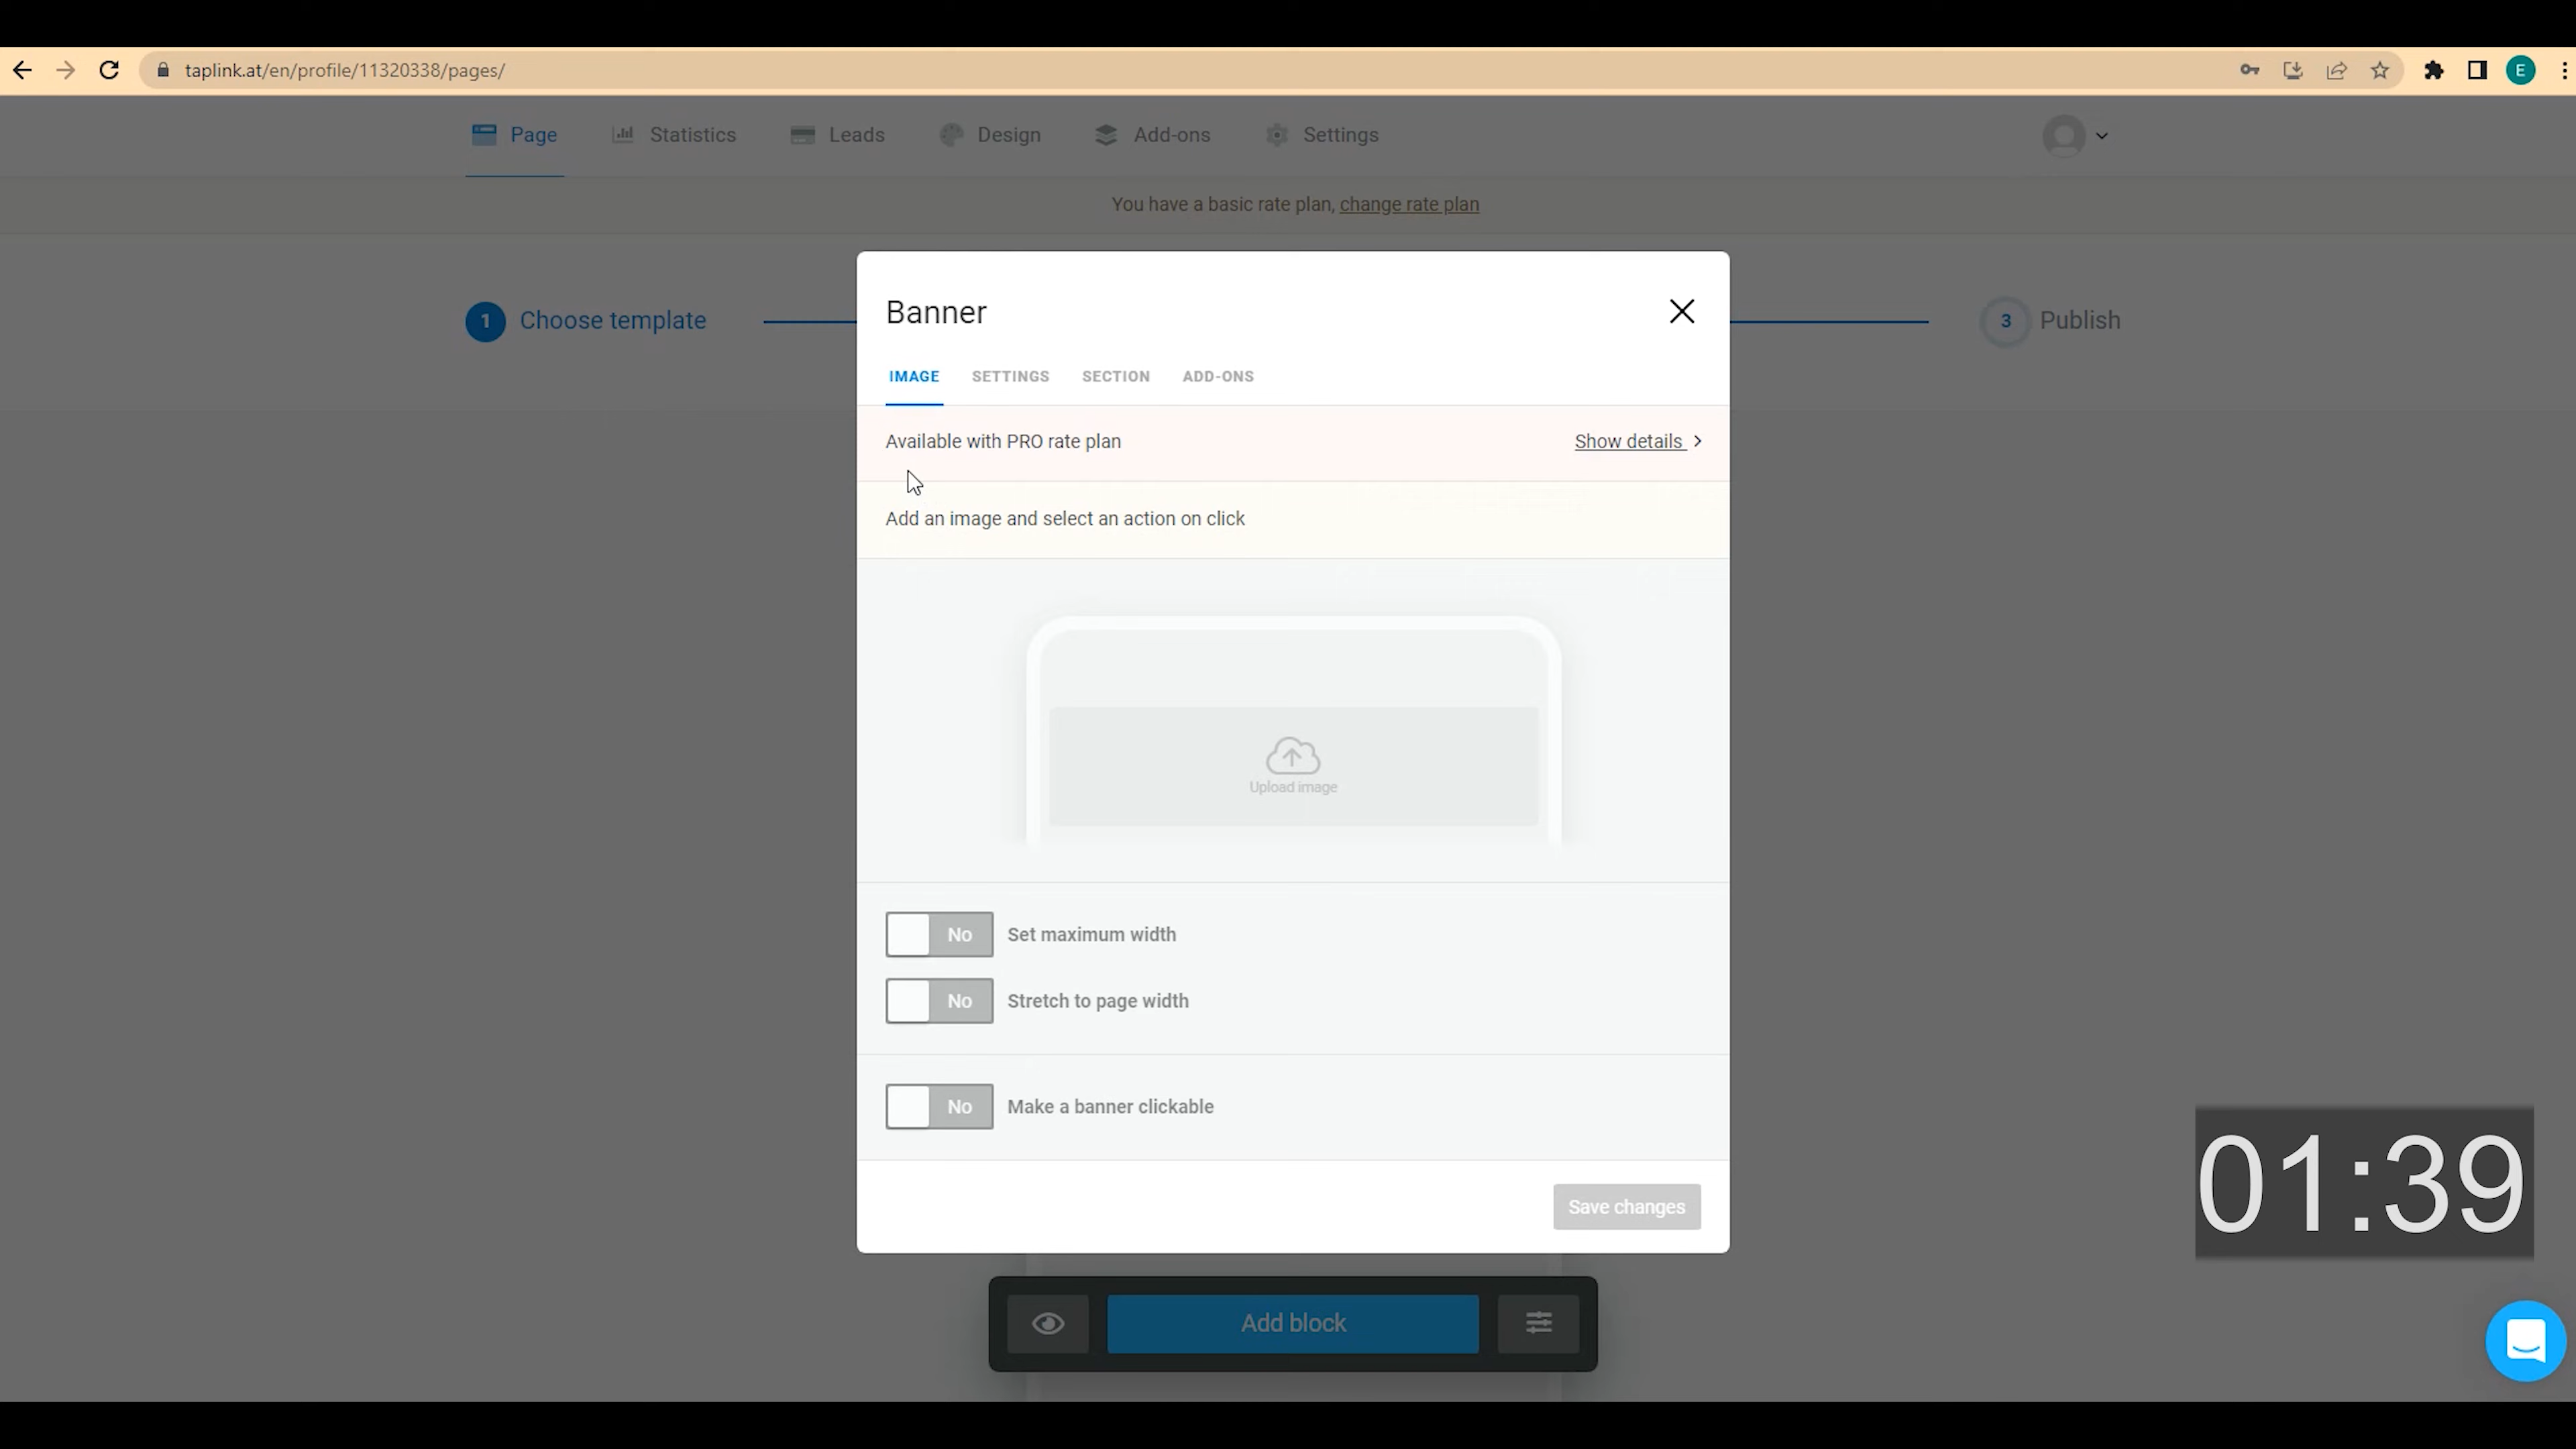 taplink.at/en/profile/11320338/pages/
E
Page Statistics Leads Design Add-ons Settings
You have a basic rate plan, change rate plan
1 Choose template
3 Publish
Banner
IMAGE SETTINGS SECTION ADD-ONS
Available with PRO rate plan
Show details
Add an image and select an action on click
Upload image
No Set maximum width
No Stretch to page width
No Make a banner clickable
Save changes
01:39
Add block